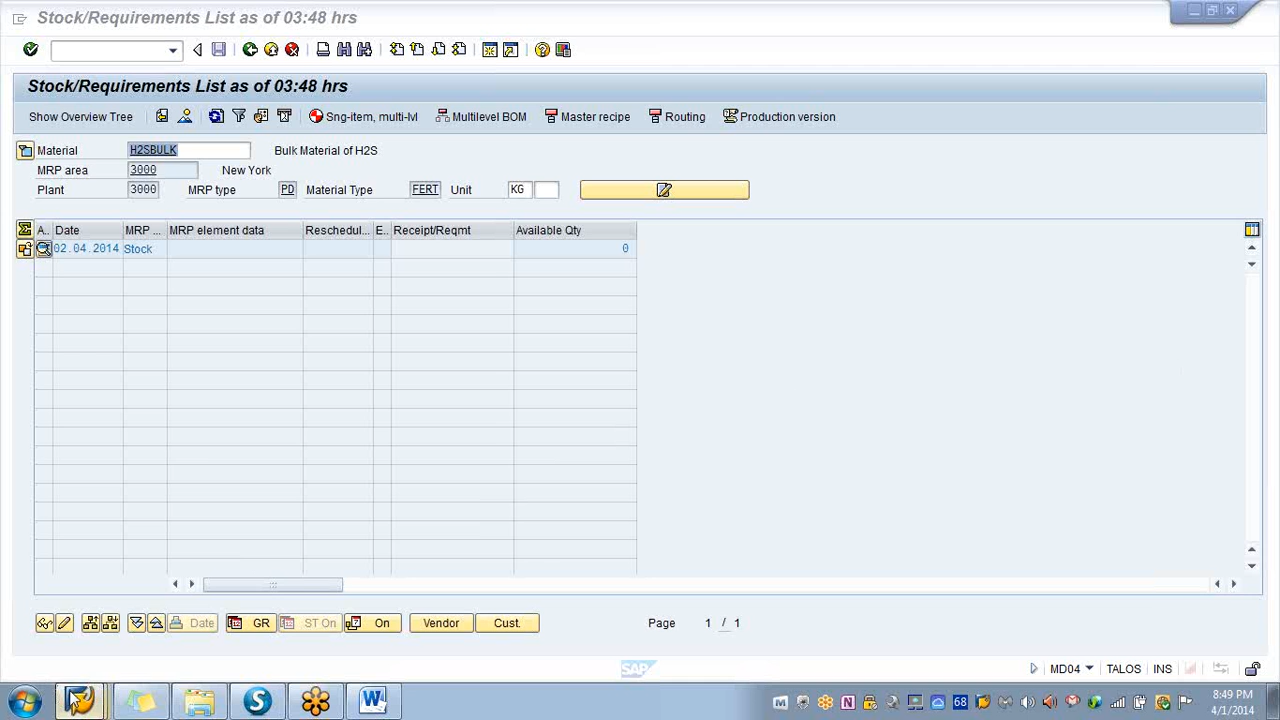 Stock/Requirements List as of 03:48 hrs
Stock/Requirements List as of 03:48 hrs
Show Overview Tree Sng-item, multi-lvl Multilevel BOM Master recipe Routing Production version
Material H2SBULK Bulk Material of H2S
MRP area 3000 New York
Plant 3000 MRP type PD Material Type FERT Unit KG
A.. Date MRP ... MRP element data Reschedul... E.. Receipt/Reqmt Available Qty
02.04.2014 Stock 0
Date GR ST On On Vendor Cust. Page 1 / 1
SAP MD04 TALOS INS
S W M N 68 8:49 PM
4/1/2014